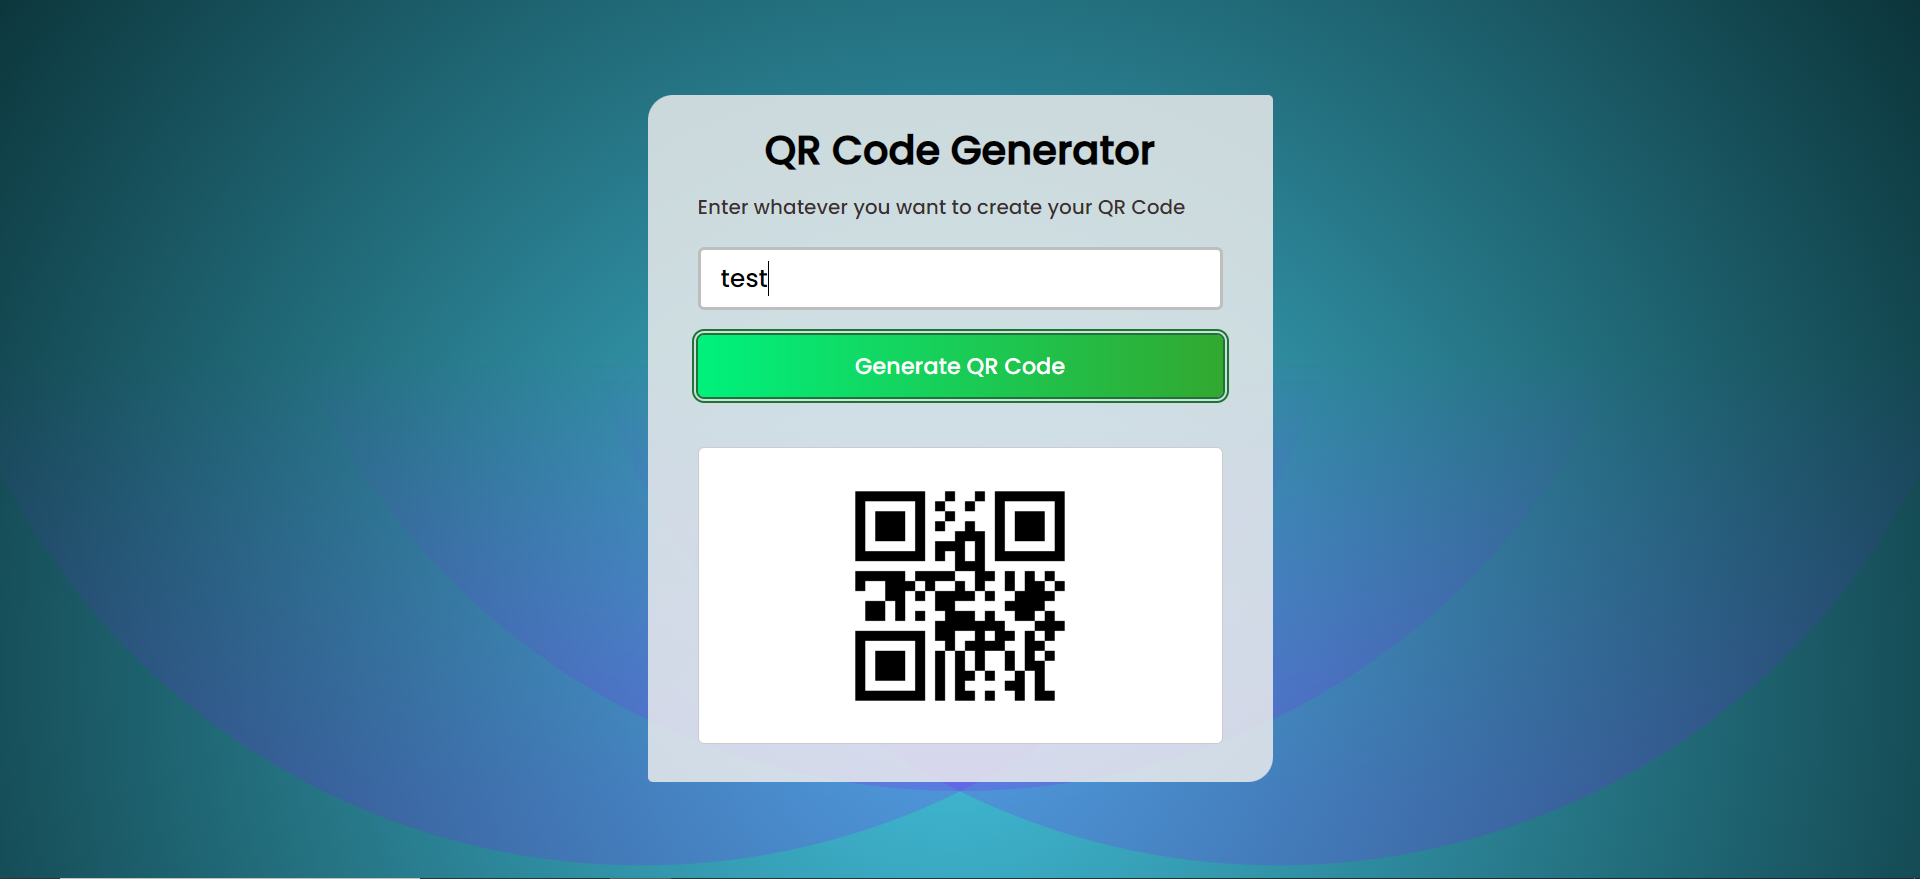 QR Code Generator
Enter whatever you want to create your QR Code
test
Generate QR Code